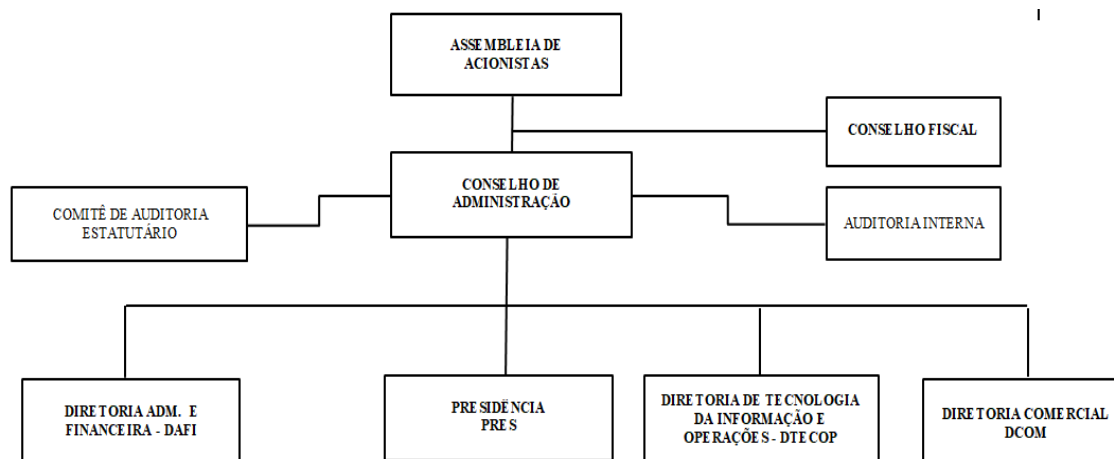 ASSEMBLEIA DE
ACIONISTAS
CONSELHO FISCAL
CONSELHO DE
ADMINISTRAÇÃO
COMITÊ DE AUDITORIA
ESTATUTÁRIO
AUDITORIA INTERNA
DIRETORIA ADM. E
FINANCEIRA - DAFI
PRESIDÊNCIA
PRES
DIRETORIA DE TECNOLOGIA
DA INFORMAÇÃO E
OPERAÇÕES - DTECOP
DIRETORIA COMERCIAL
DCOM